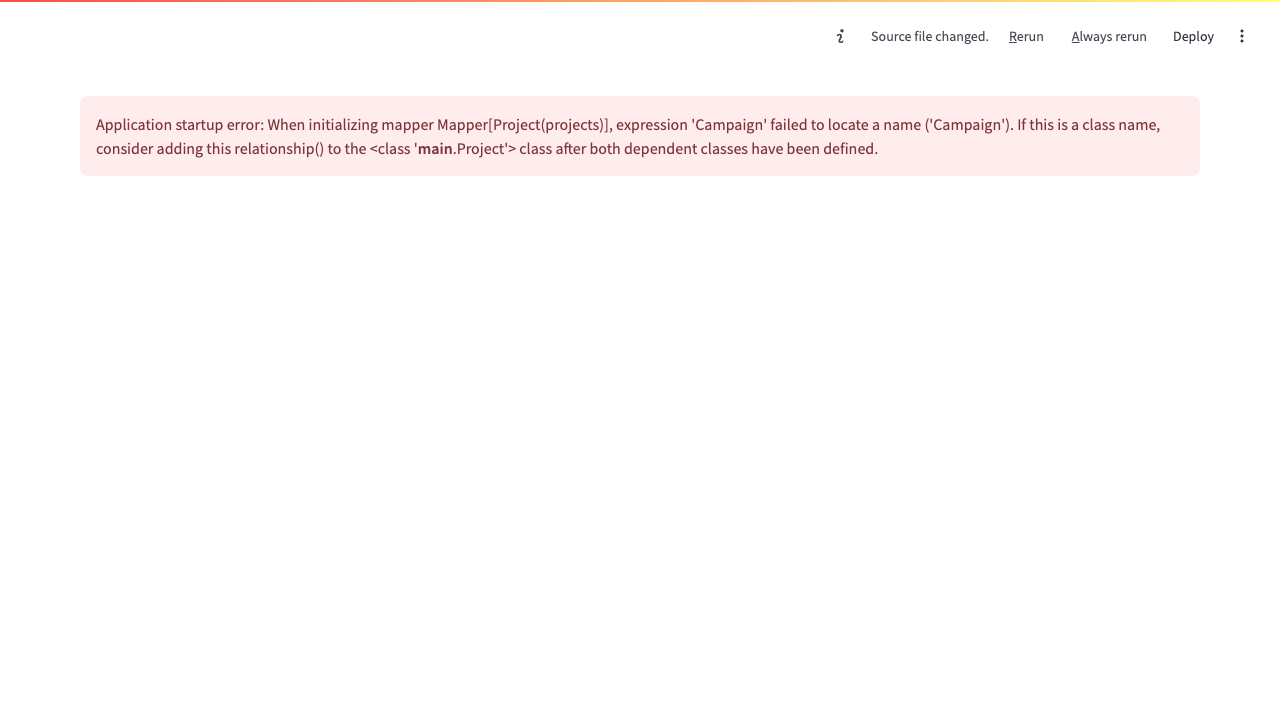 Source file changed. Rerun Always rerun Deploy
Application startup error: When initializing mapper Mapper[Project(projects)], expression 'Campaign' failed to locate a name ('Campaign'). If this is a class name,
consider adding this relationship() to the <class 'main.Project'> class after both dependent classes have been defined.